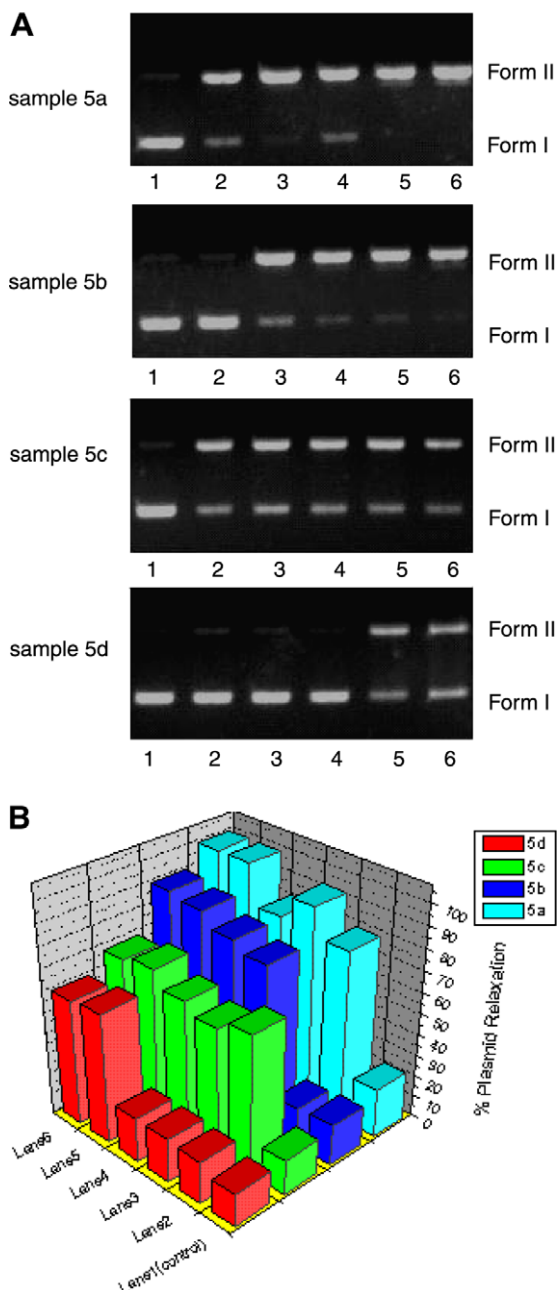 A
sample 5a
Form II
Form I
1 2 3 4 5 6
sample 5b
Form II
Form I
1 2 3 4 5 6
sample 5c
Form II
Form I
1 2 3 4 5 6
sample 5d
Form II
Form I
1 2 3 4 5 6
B
5d
5c
5b
5a
100
90
80
70
60
50
40
30
20
10
0
% Plasmid Relaxation
Lane6
Lane5
Lane4
Lane3
Lane2
Lane1(control)